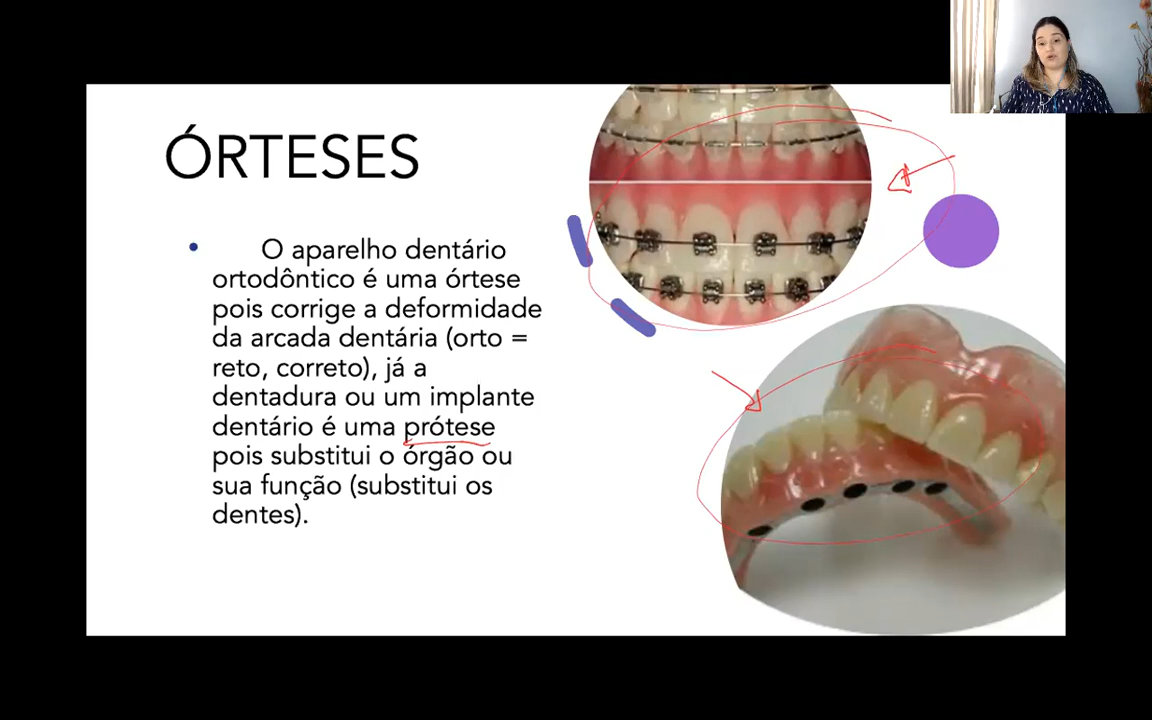 ÓRTESES
• O aparelho dentário
ortodôntico é uma órtese
pois corrige a deformidade
da arcada dentária (orto =
reto, correto), já a
dentadura ou um implante
dentário é uma prótese
pois substitui o órgão ou
sua função (substitui os
dentes).